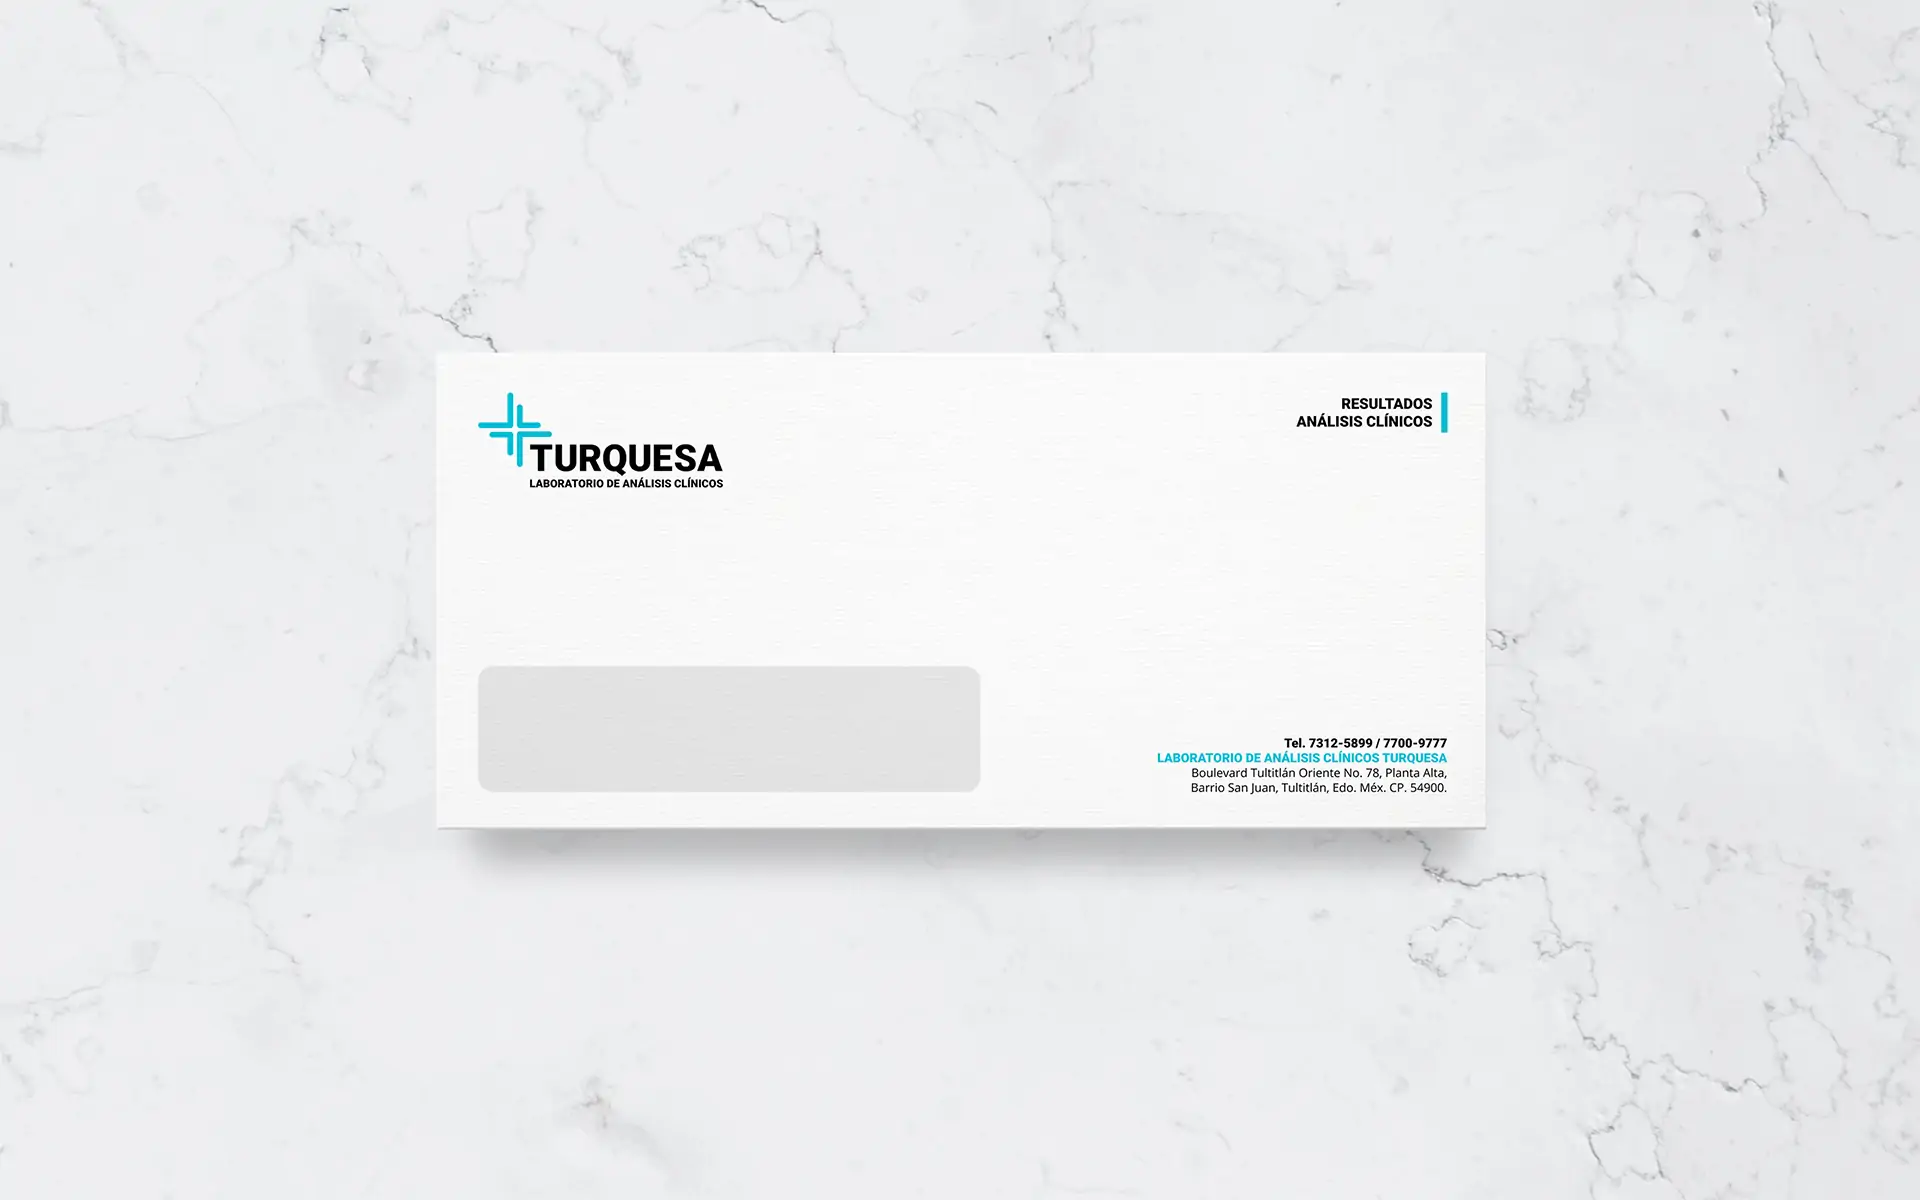 TURQUESA
LABORATORIO DE ANÁLISIS CLÍNICOS
RESULTADOS
ANÁLISIS CLÍNICOS
Tel. 7312-5899 / 7700-9777
LABORATORIO DE ANÁLISIS CLÍNICOS TURQUESA
Boulevard Tultitlán Oriente No. 78, Planta Alta,
Barrio San Juan, Tultitlán, Edo. Méx. CP. 54900.